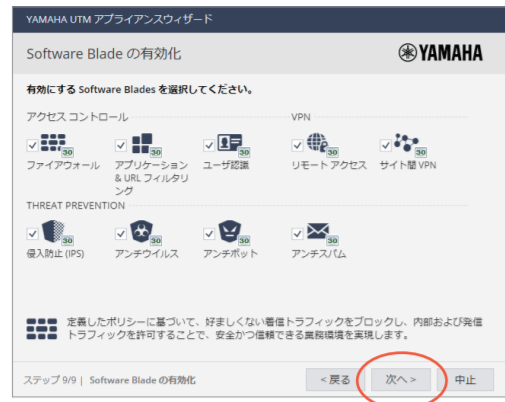 YAMAHA UTM アプライアンスウィザード
Software Blade の有効化
YAMAHA
有効にする Software Blades を選択してください。
アクセス コントロール
VPN
30
30
30
30
30
ファイアウォール
アプリケーション
& URL フィルタリ
ング
ユーザ認識
リモート アクセス
サイト間 VPN
THREAT PREVENTION
30
30
30
30
侵入防止 (IPS)
アンチウイルス
アンチボット
アンチスパム
定義したポリシーに基づいて、好ましくない着信トラフィックをブロックし、内部および発信
トラフィックを許可することで、安全かつ信頼できる業務環境を実現します。
ステップ 9/9 | Software Blade の有効化
< 戻る
次へ >
中止